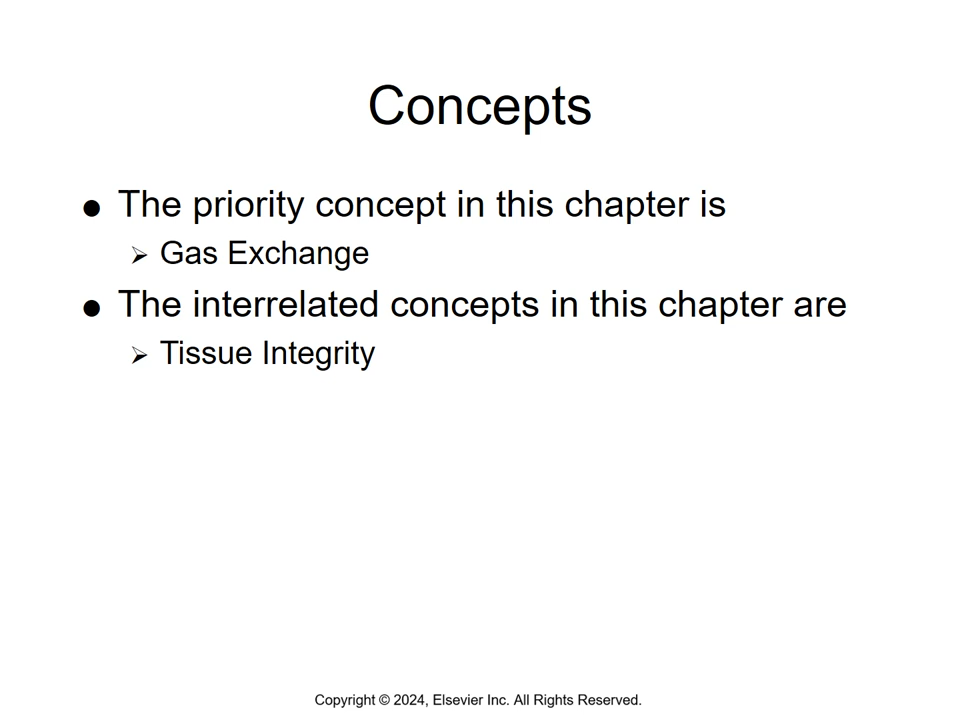 Concepts
● The priority concept in this chapter is
➢ Gas Exchange
● The interrelated concepts in this chapter are
➢ Tissue Integrity
Copyright © 2024, Elsevier Inc. All Rights Reserved.